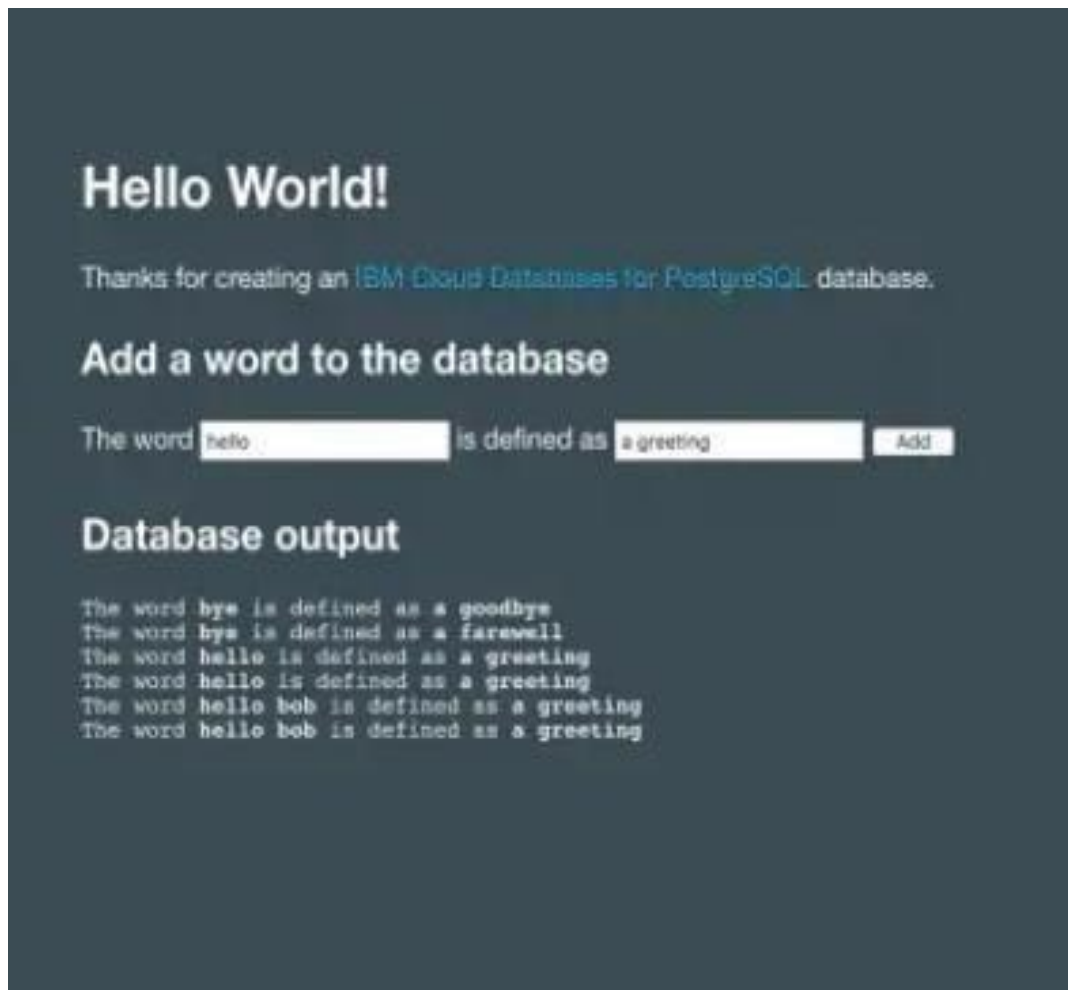 Hello World!
Thanks for creating an IBM Cloud Databases for PostgreSQL database.
Add a word to the database
The word hello is defined as a greeting Add
Database output
The word bye is defined as a goodbye
The word bye is defined as a farewell
The word hello is defined as a greeting
The word hello is defined as a greeting
The word hello bob is defined as a greeting
The word hello bob is defined as a greeting